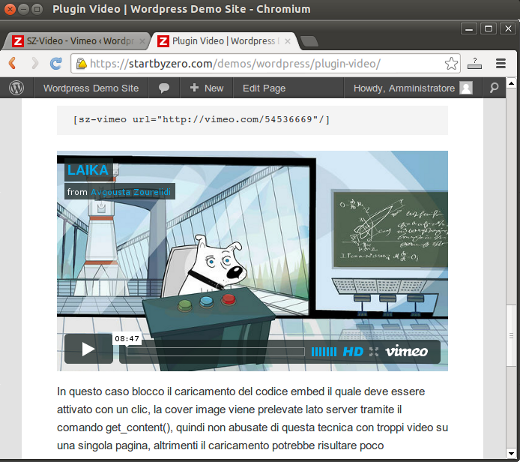 Plugin Video | Wordpress Demo Site - Chromium
SZ-Video - Vimeo
Plugin Video | Wordpress
https://startbyzero.com/demos/wordpress/plugin-video/
Wordpress Demo Site
+ New
Edit Page
Howdy, Amministratore
[sz-vimeo url="http://vimeo.com/54536669"/]
LAIKA
from Avgousta Zourelidi
08:47
HD
vimeo
In questo caso blocco il caricamento del codice embed il quale deve essere
attivato con un clic, la cover image viene prelevate lato server tramite il
comando get_content(), quindi non abusate di questa tecnica con troppi video su
una singola pagina, altrimenti il caricamento potrebbe risultare poco